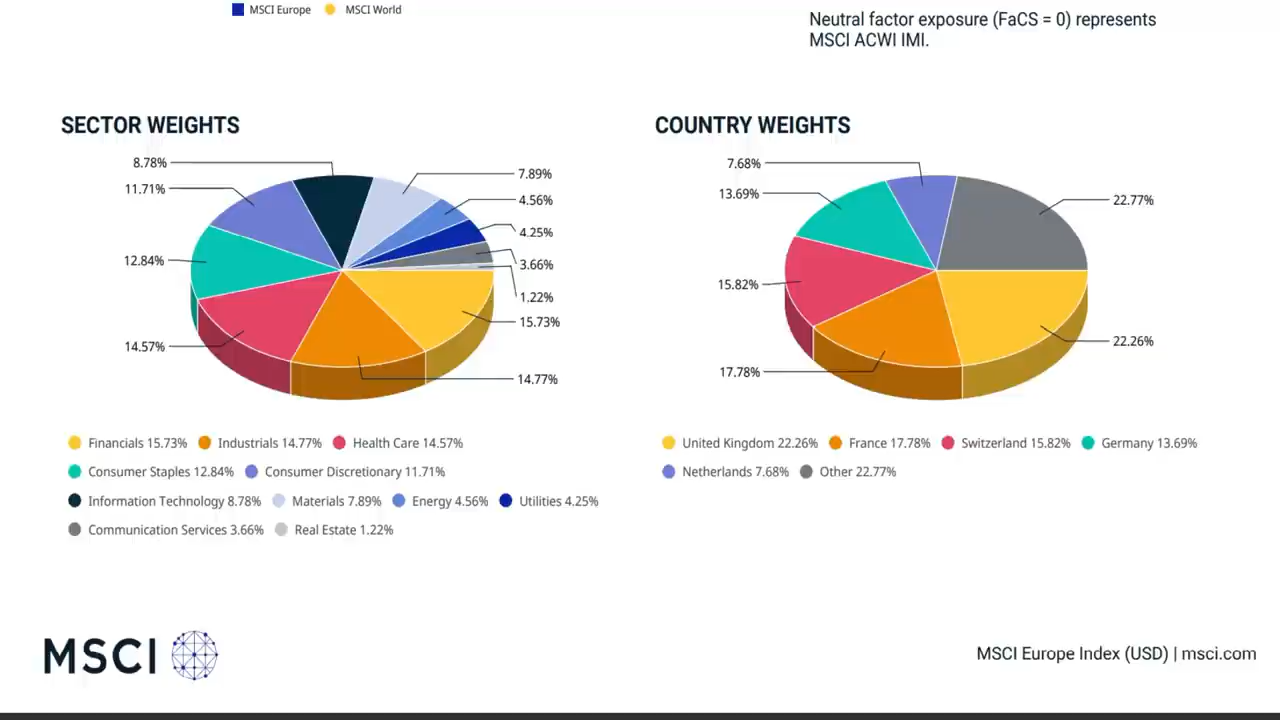 MSCI Europe MSCI World
Neutral factor exposure (FaCS = 0) represents
MSCI ACWI IMI.
SECTOR WEIGHTS
8.78%
11.71%
12.84%
14.57%
7.89%
4.56%
4.25%
3.66%
1.22%
15.73%
14.77%
Financials 15.73% Industrials 14.77% Health Care 14.57%
Consumer Staples 12.84% Consumer Discretionary 11.71%
Information Technology 8.78% Materials 7.89% Energy 4.56% Utilities 4.25%
Communication Services 3.66% Real Estate 1.22%
COUNTRY WEIGHTS
7.68%
13.69%
15.82%
17.78%
22.77%
22.26%
United Kingdom 22.26% France 17.78% Switzerland 15.82% Germany 13.69%
Netherlands 7.68% Other 22.77%
MSCI
MSCI Europe Index (USD) | msci.com